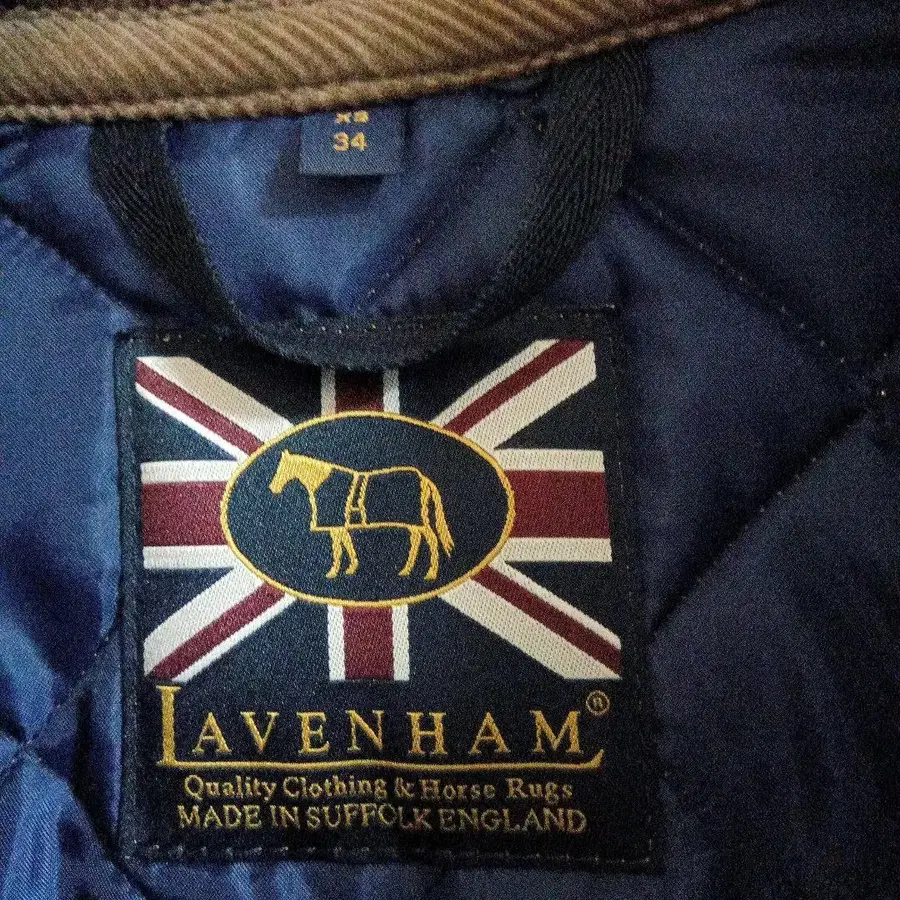 XS
34
LAVENHAM®
Quality Clothing & Horse Rugs
MADE IN SUFFOLK ENGLAND